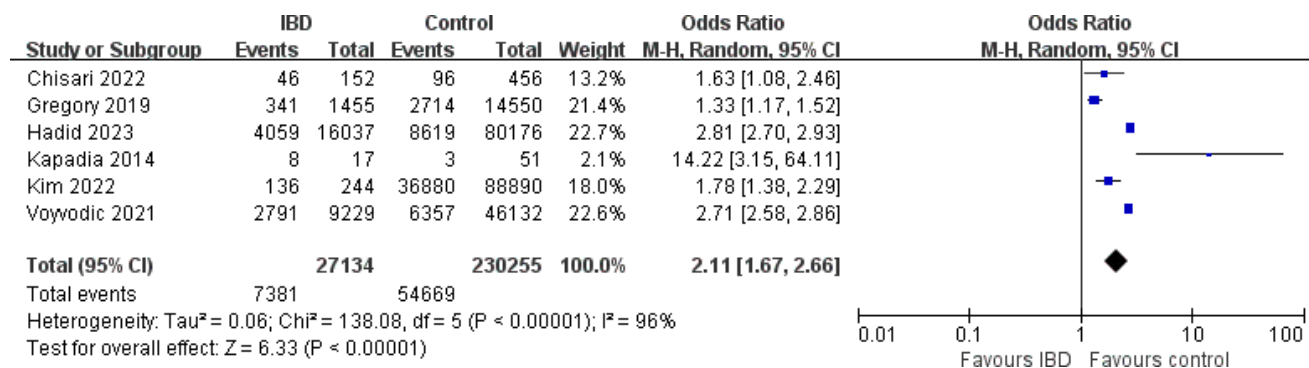 IBD Control Odds Ratio Odds Ratio
Study or Subgroup Events Total Events Total Weight M-H, Random, 95% CI M-H, Random, 95% CI
Chisari 2022 46 152 96 456 13.2% 1.63 [1.08, 2.46]
Gregory 2019 341 1455 2714 14550 21.4% 1.33 [1.17, 1.52]
Hadid 2023 4059 16037 8619 80176 22.7% 2.81 [2.70, 2.93]
Kapadia 2014 8 17 3 51 2.1% 14.22 [3.15, 64.11]
Kim 2022 136 244 36880 88890 18.0% 1.78 [1.38, 2.29]
Voyvodic 2021 2791 9229 6357 46132 22.6% 2.71 [2.58, 2.86]
Total (95% CI) 27134 230255 100.0% 2.11 [1.67, 2.66]
Total events 7381 54669
Heterogeneity: Tau² = 0.06; Chi² = 138.08, df = 5 (P < 0.00001); I² = 96%
Test for overall effect: Z = 6.33 (P < 0.00001)
0.01 0.1 1 10 100
Favours IBD Favours control